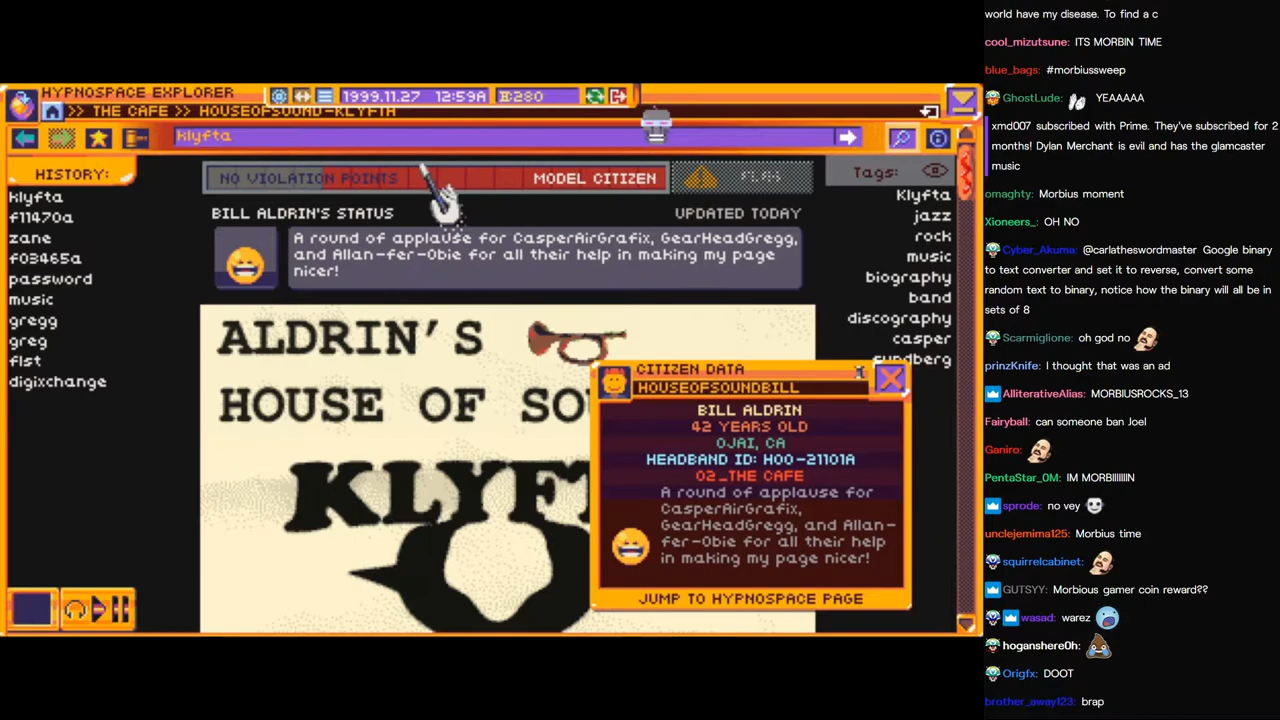 HYPNOSPACE EXPLORER
1999.11.27 12:59A
280
>> THE CAFE >> HOUSEOFSOUND-KLYFTA
klyfta
HISTORY:
klyfta
f11470a
zane
f03465a
password
music
gregg
greg
flst
digixchange
NO VIOLATION POINTS
MODEL CITIZEN
BILL ALDRIN'S STATUS
UPDATED TODAY
A round of applause for CasperAirGrafix, GearHeadGregg,
and Allan-fer-Obie for all their help in making my page
nicer!
ALDRIN'S
HOUSE OF SOU
KLYF
Tags:
Klyfta
jazz
rock
music
biography
band
discography
casper
sundberg
CITIZEN DATA
HOUSEOFSOUNDBILL
BILL ALDRIN
42 YEARS OLD
OJAI, CA
HEADBAND ID: H00-21101A
02_THE CAFE
A round of applause for
CasperAirGrafix,
GearHeadGregg, and Allan-
fer-Obie for all their help
in making my page nicer!
JUMP TO HYPNOSPACE PAGE
world have my disease. To find a c
cool_mizutsune: ITS MORBIN TIME
blue_bags: #morbiussweep
GhostLude: YEAAAAA
xmd007 subscribed with Prime. They've subscribed for 2
months! Dylan Merchant is evil and has the glamcaster
music
omaghty: Morbius moment
Xioneers_: OH NO
Cyber_Akuma: @carlatheswordmaster Google binary
to text converter and set it to reverse, convert some
random text to binary, notice how the binary will all be in
sets of 8
Scarmiglione: oh god no
prinzKnife: I thought that was an ad
AlliterativeAlias: MORBIUSROCKS_13
Fairyball: can someone ban Joel
Ganiro:
PentaStar_0M: IM MORBIIIIIIIN
sprode: no vey
unclejemima125: Morbius time
squirrelcabinet:
GUTSYY: Morbious gamer coin reward??
wasad: warez
hoganshere0h:
Origfx: DOOT
brother_away123: brap